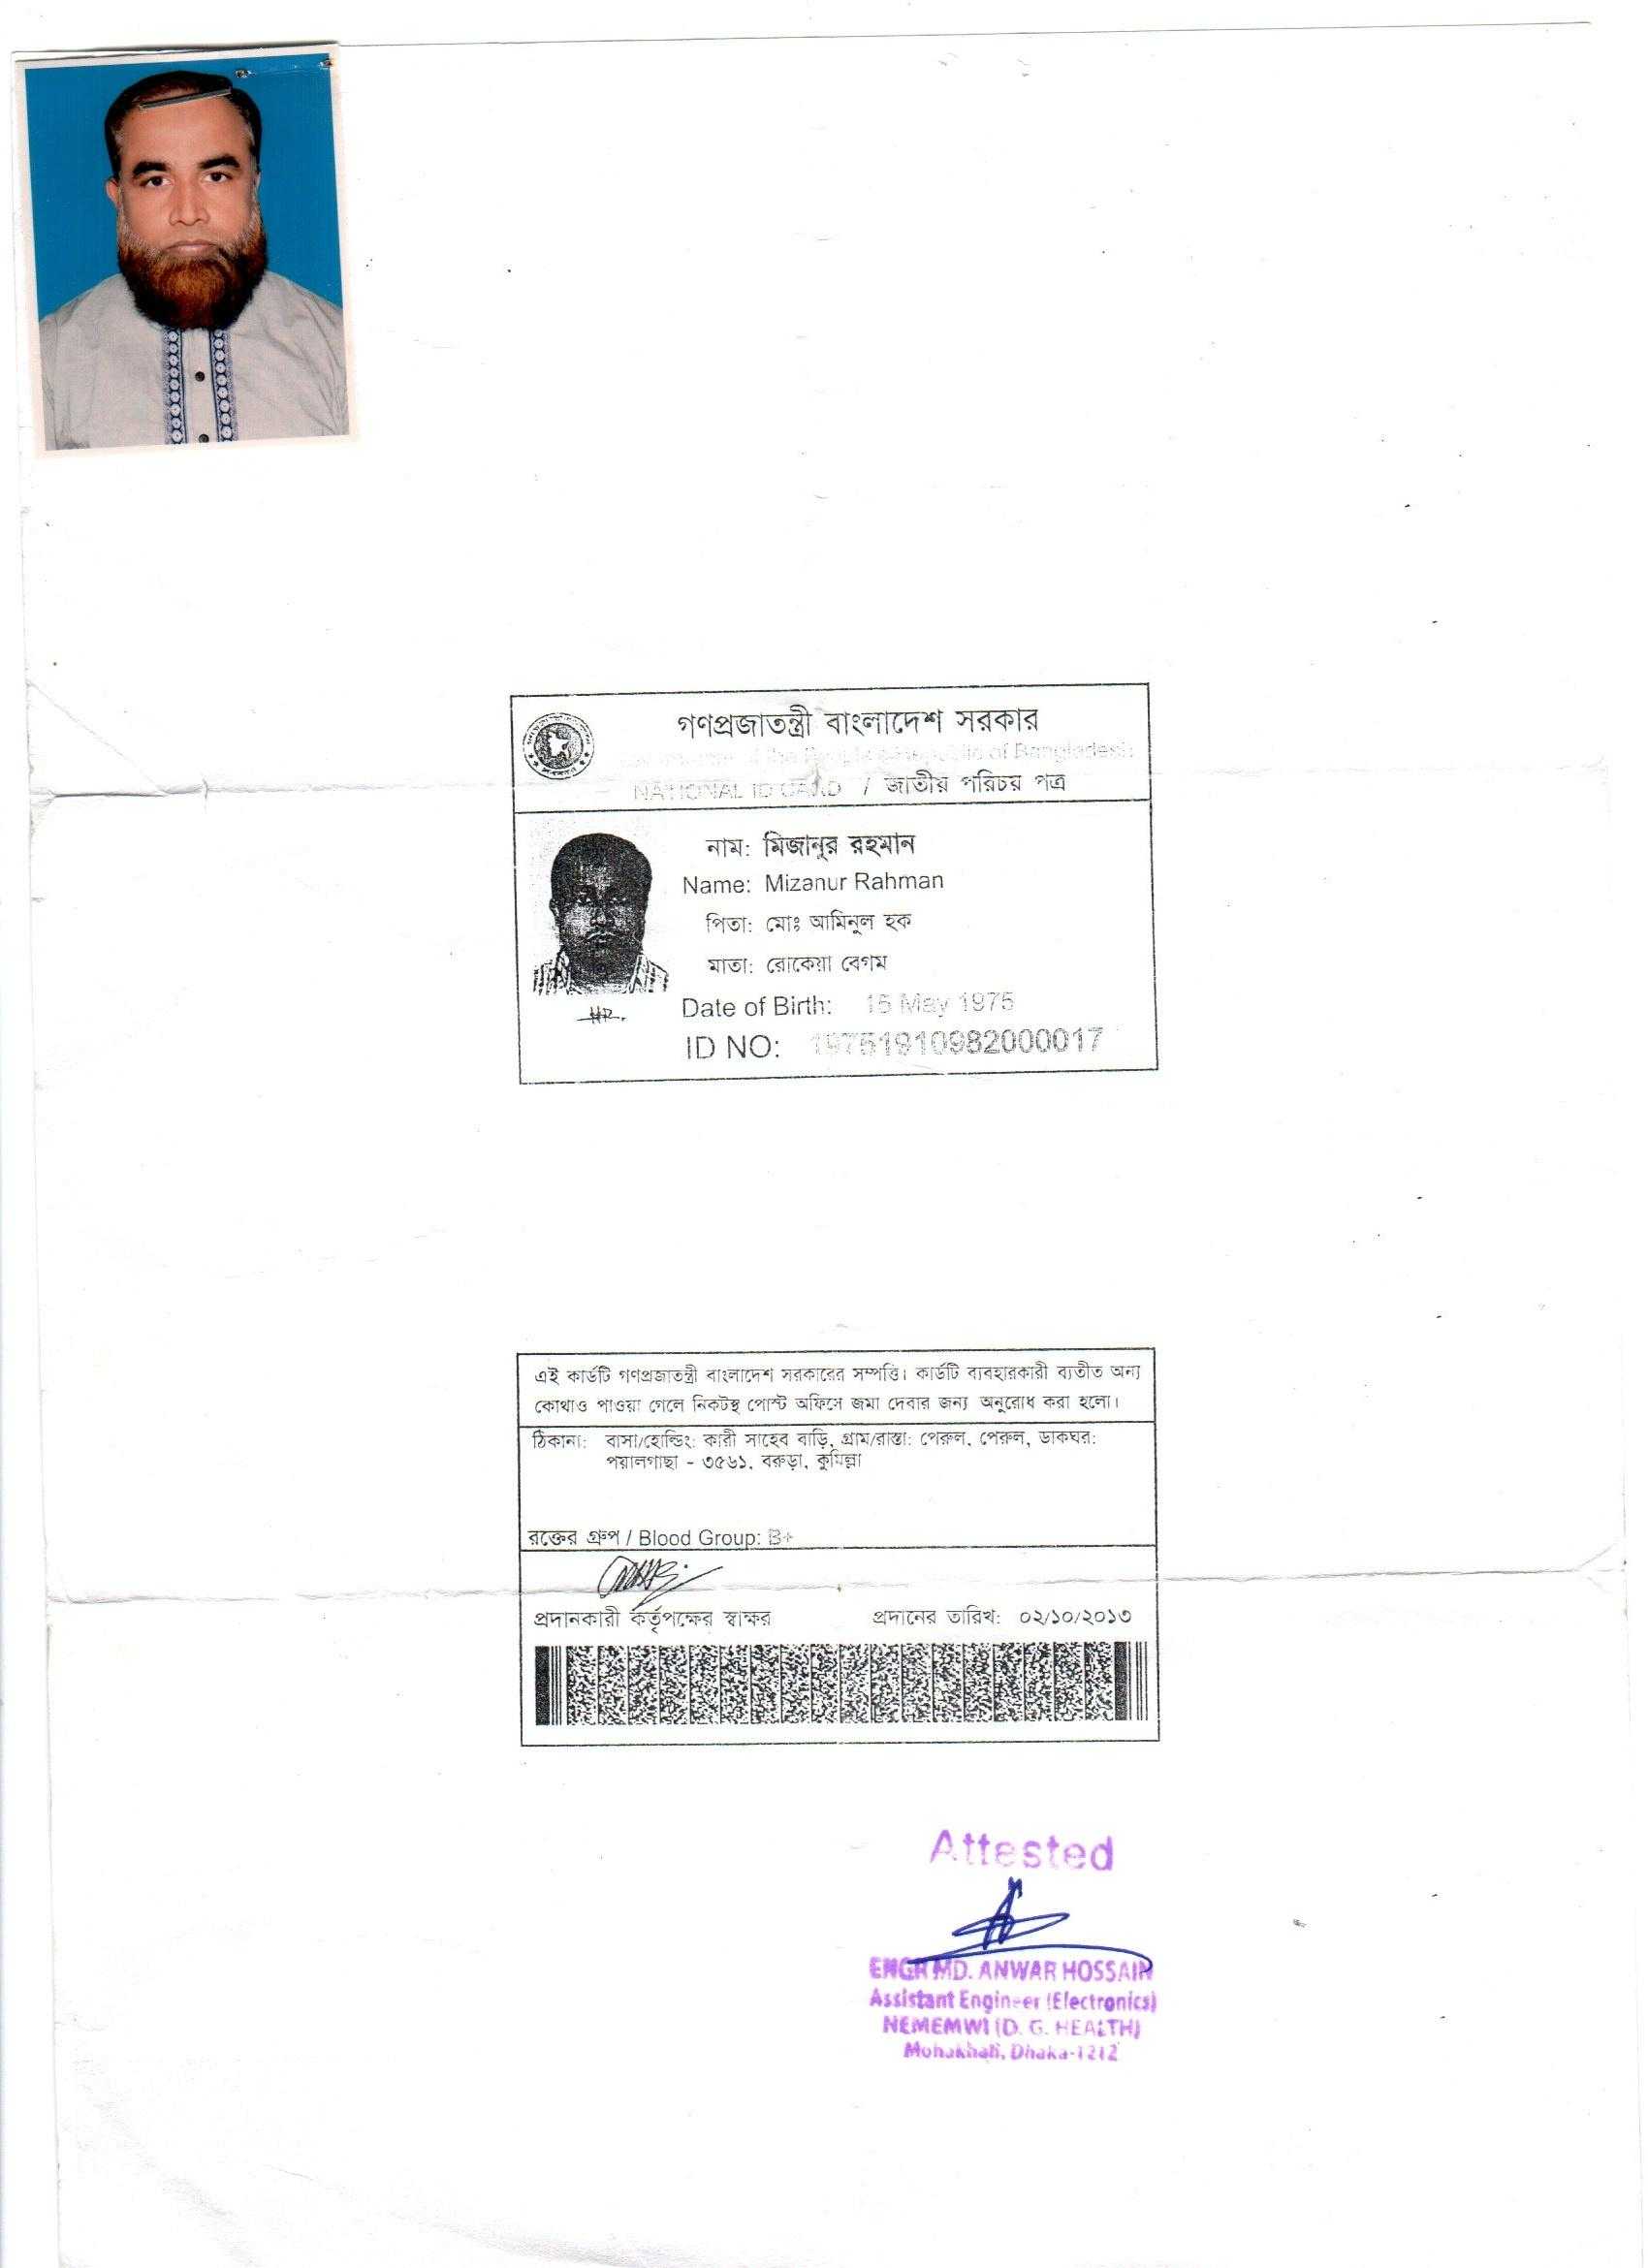 গণপ্রজাতন্ত্রী বাংলাদেশ সরকার
of the People's Republic of Bangladesh
NATIONAL ID CARD / জাতীয় পরিচয় পত্র
নাম: মিজানুর রহমান
Name: Mizanur Rahman
পিতা: মোঃ আমিনুল হক
মাতা: রোকেয়া বেগম
Date of Birth: 15 May 1975
ID NO: 19751910982000017
এই কার্ডটি গণপ্রজাতন্ত্রী বাংলাদেশ সরকারের সম্পত্তি। কার্ডটি ব্যবহারকারী ব্যতীত অন্য
কোথাও পাওয়া গেলে নিকটস্থ পোস্ট অফিসে জমা দেবার জন্য অনুরোধ করা হলো।
ঠিকানা: বাসা/হোল্ডিং: কারী সাহেব বাড়ি, গ্রাম/রাস্তা: পেরুল, পেরুল, ডাকঘর:
পয়ালগাছা - ৩৫৬১, বরুড়া, কুমিল্লা
রক্তের গ্রুপ / Blood Group: B+
প্রদানকারী কর্তৃপক্ষের স্বাক্ষর প্রদানের তারিখ: ০২/১০/২০১৩
Attested
ENGR MD. ANWAR HOSSAIN
Assistant Engineer (Electronics)
NEMEMWI (D. G. HEALTH)
Mohakhali, Dhaka-1212